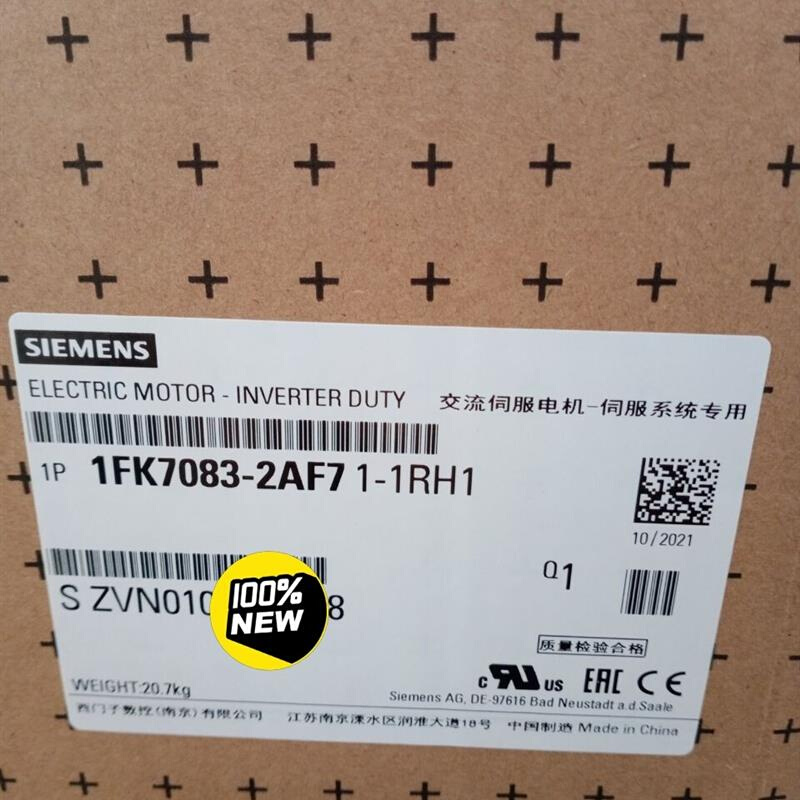 SIEMENS
ELECTRIC MOTOR - INVERTER DUTY 交流伺服电机-伺服系统专用
1P 1FK7083-2AF7 1-1RH1
10/2021
S ZVN010 8
100% NEW
Q1
质量检验合格
c RU US EAC CE
WEIGHT:20.7kg
Siemens AG, DE-97616 Bad Neustadt a.d.Saale
西门子数控(南京)有限公司 江苏南京溧水区润淮大道18号 中国制造 Made in China